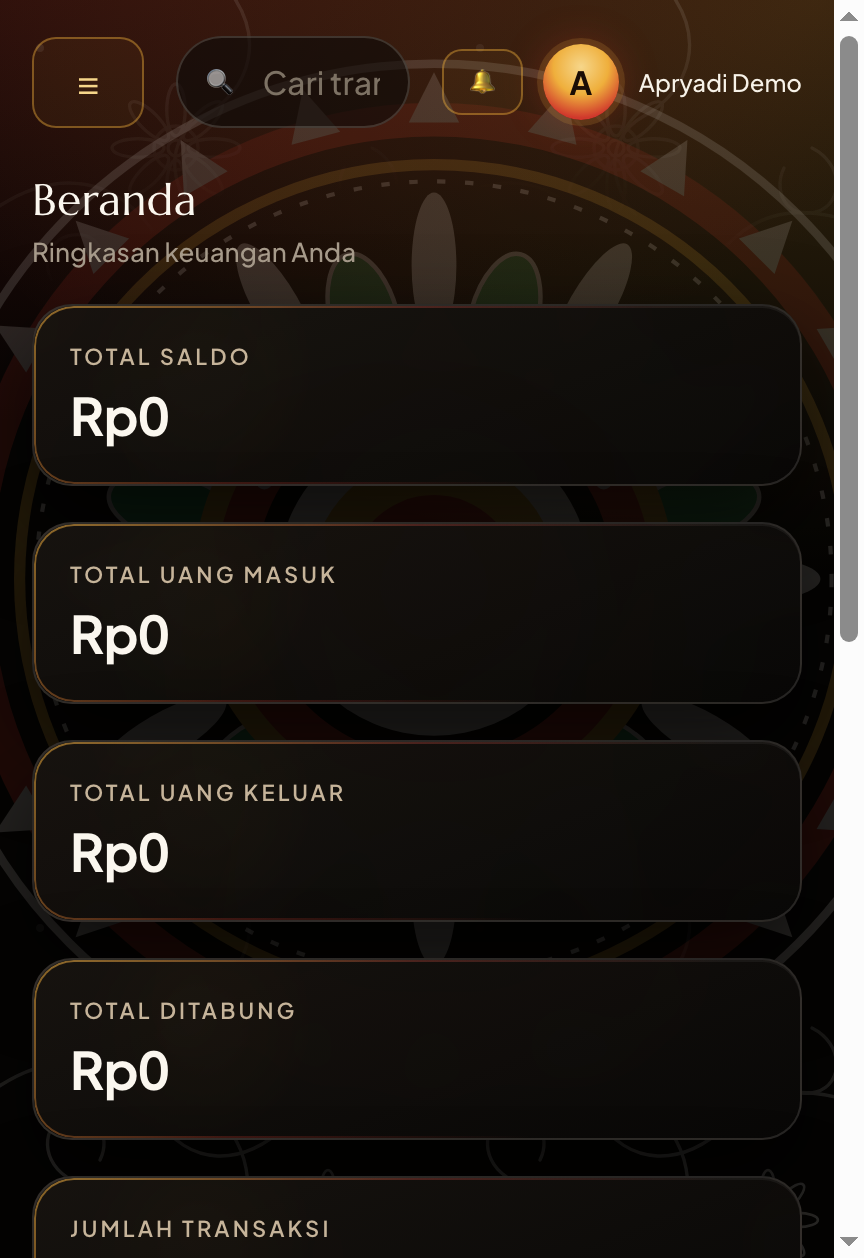 Cari tran
A
Apryadi Demo
Beranda
Ringkasan keuangan Anda
TOTAL SALDO
Rp0
TOTAL UANG MASUK
Rp0
TOTAL UANG KELUAR
Rp0
TOTAL DITABUNG
Rp0
JUMLAH TRANSAKSI